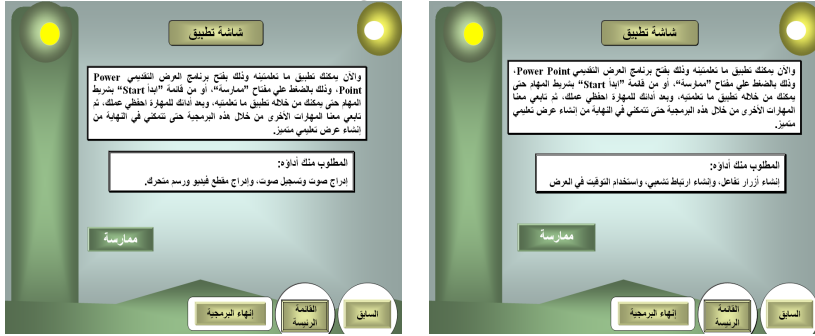 شاشة تطبيق
والآن يمكنك تطبيق ما تعلمتيه وذلك بفتح برنامج العرض التقديمي Power
Point، وذلك بالضغط علي مفتاح "ممارسة"، أو من قائمة "ابدأ Start" بشريط
المهام حتي يمكنك من خلاله تطبيق ما تعلمتيه، وبعد أدائك للمهارة احفظي عملك، ثم
تابعي معنا المهارات الأخرى من خلال هذه البرمجية حتى تتمكني في النهاية من
إنشاء عرض تعليمي متميز.
المطلوب منك أداؤه:
إدراج صوت وتسجيل صوت، وإدراج مقطع فيديو ورسم متحرك.
ممارسة
السابق
القائمة
الرئيسة
إنهاء البرمجية
شاشة تطبيق
والآن يمكنك تطبيق ما تعلمتيه وذلك بفتح برنامج العرض التقديمي Power Point،
وذلك بالضغط علي مفتاح "ممارسة"، أو من قائمة "ابدأ Start" بشريط المهام حتى
يمكنك من خلاله تطبيق ما تعلمتيه، وبعد أدائك للمهارة احفظي عملك، ثم تابعي معنا
المهارات الأخرى من خلال هذه البرمجية حتى تتمكني في النهاية من إنشاء عرض تعليمي
متميز.
المطلوب منك أداؤه:
إنشاء أزرار تفاعل، وإنشاء ارتباط تشعبي، واستخدام التوقيت في العرض
ممارسة
السابق
القائمة
الرئيسة
إنهاء البرمجية